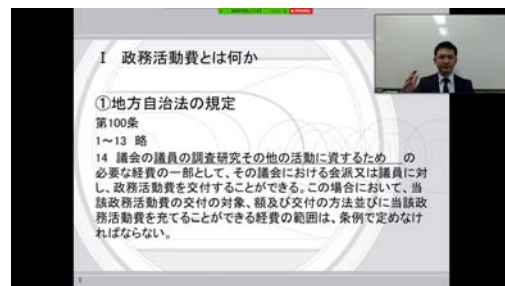 Ⅰ 政務活動費とは何か
①地方自治法の規定
第100条
1～13 略
14 議会の議員の調査研究その他の活動に資するため の
必要な経費の一部として、その議会における会派又は議員に対
し、政務活動費を交付することができる。この場合において、当
該政務活動費の交付の対象、額及び交付の方法並びに当該政
務活動費を充てることができる経費の範囲は、条例で定めなけ
ればならない。
1